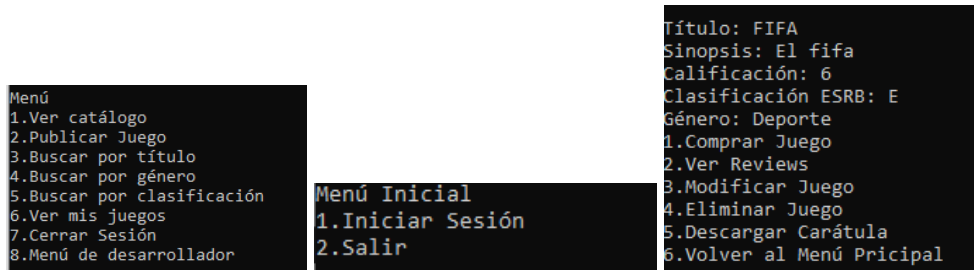 Menú
1.Ver catálogo
2.Publicar Juego
3.Buscar por título
4.Buscar por género
5.Buscar por clasificación
6.Ver mis juegos
7.Cerrar Sesión
8.Menú de desarrollador
Menú Inicial
1.Iniciar Sesión
2.Salir
Título: FIFA
Sinopsis: El fifa
Calificación: 6
Clasificación ESRB: E
Género: Deporte
1.Comprar Juego
2.Ver Reviews
3.Modificar Juego
4.Eliminar Juego
5.Descargar Carátula
6.Volver al Menú Pricipal